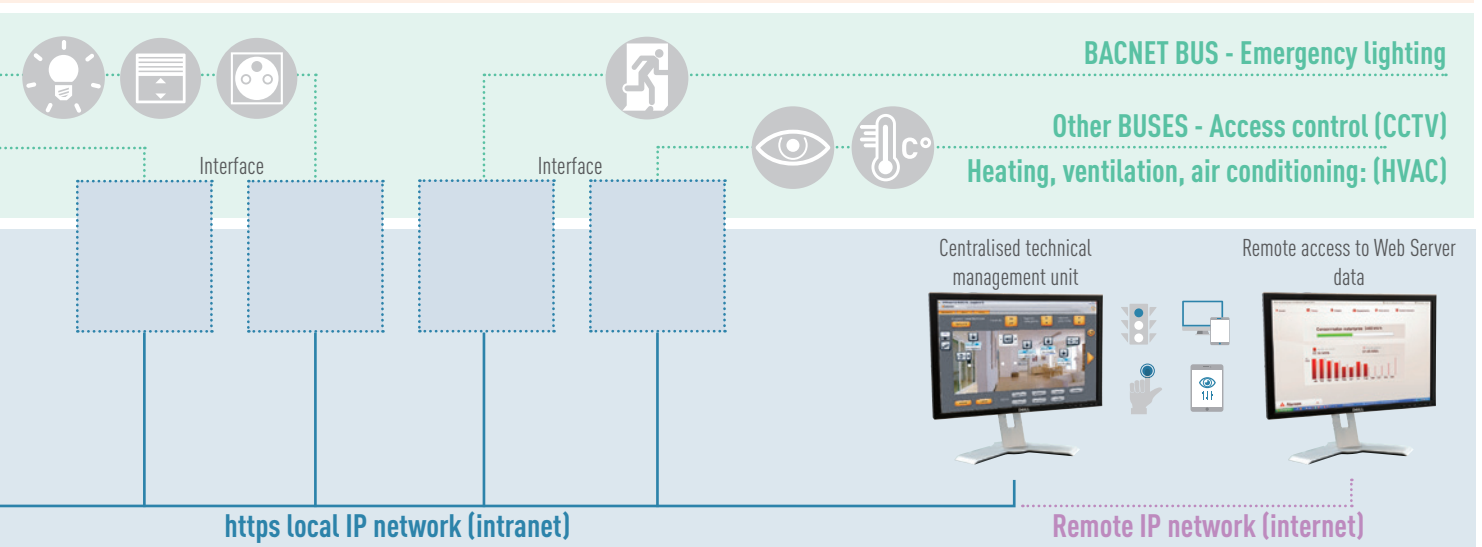 BACNET BUS - Emergency lighting
Other BUSES - Access control (CCTV)
C°
Interface
Interface
Heating, ventilation, air conditioning: (HVAC)
Centralised technical
management unit
Remote access to Web Server
data
https local IP network (intranet)
Remote IP network (internet)